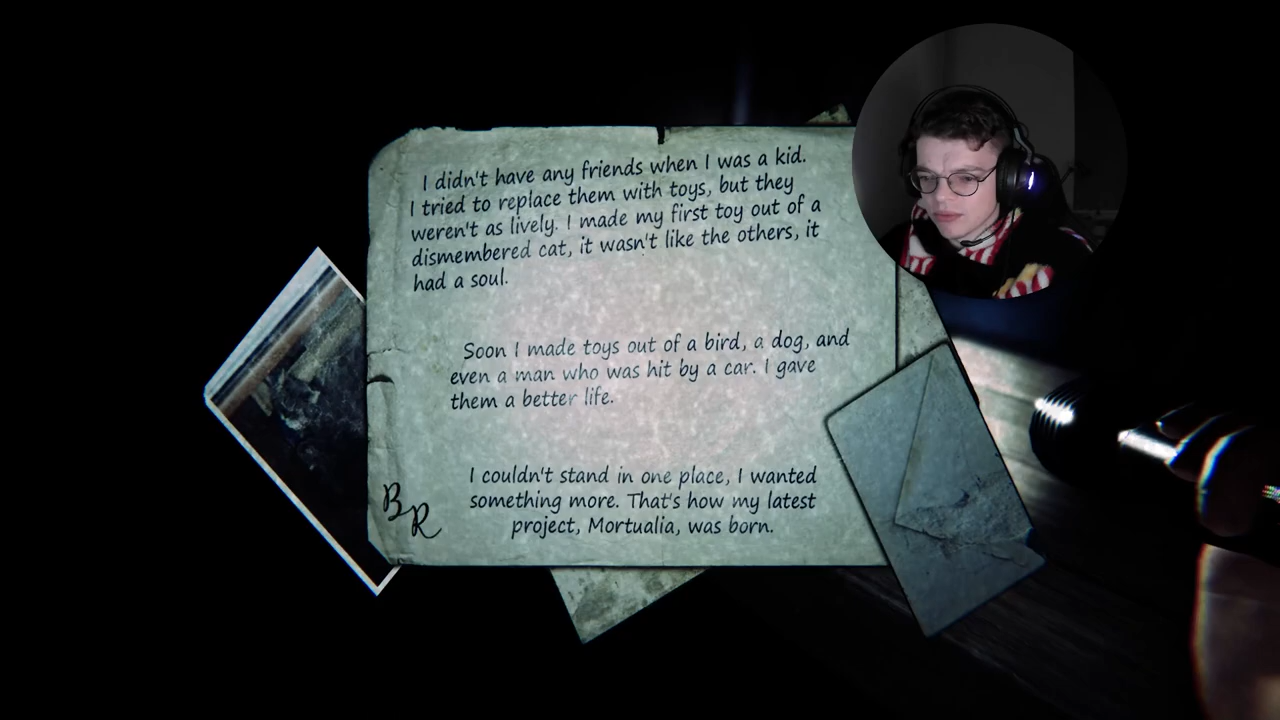 I didn't have any friends when I was a kid.
I tried to replace them with toys, but they
weren't as lively. I made my first toy out of a
dismembered cat, it wasn't like the others, it
had a soul.
Soon I made toys out of a bird, a dog, and
even a man who was hit by a car. I gave
them a better life.
I couldn't stand in one place, I wanted
something more. That's how my latest
project, Mortualia, was born.
BR